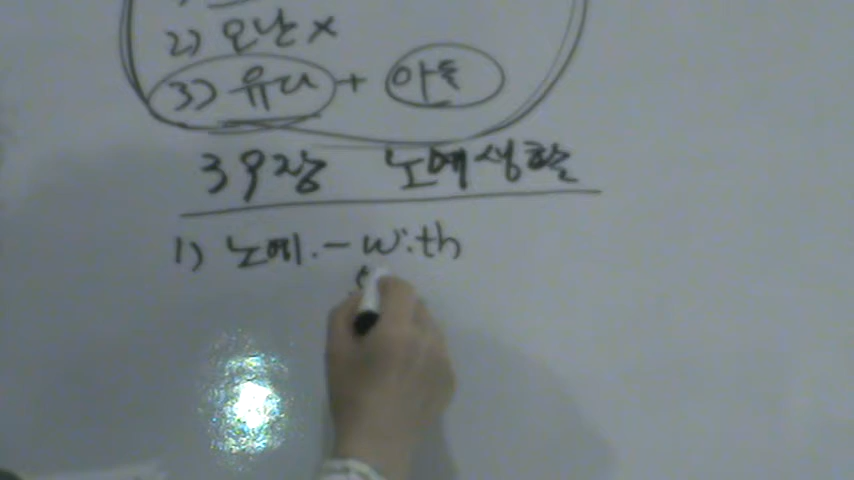 2) 오난 x
3) 유다 + 아들
39장 노예생활
1) 노예. - with